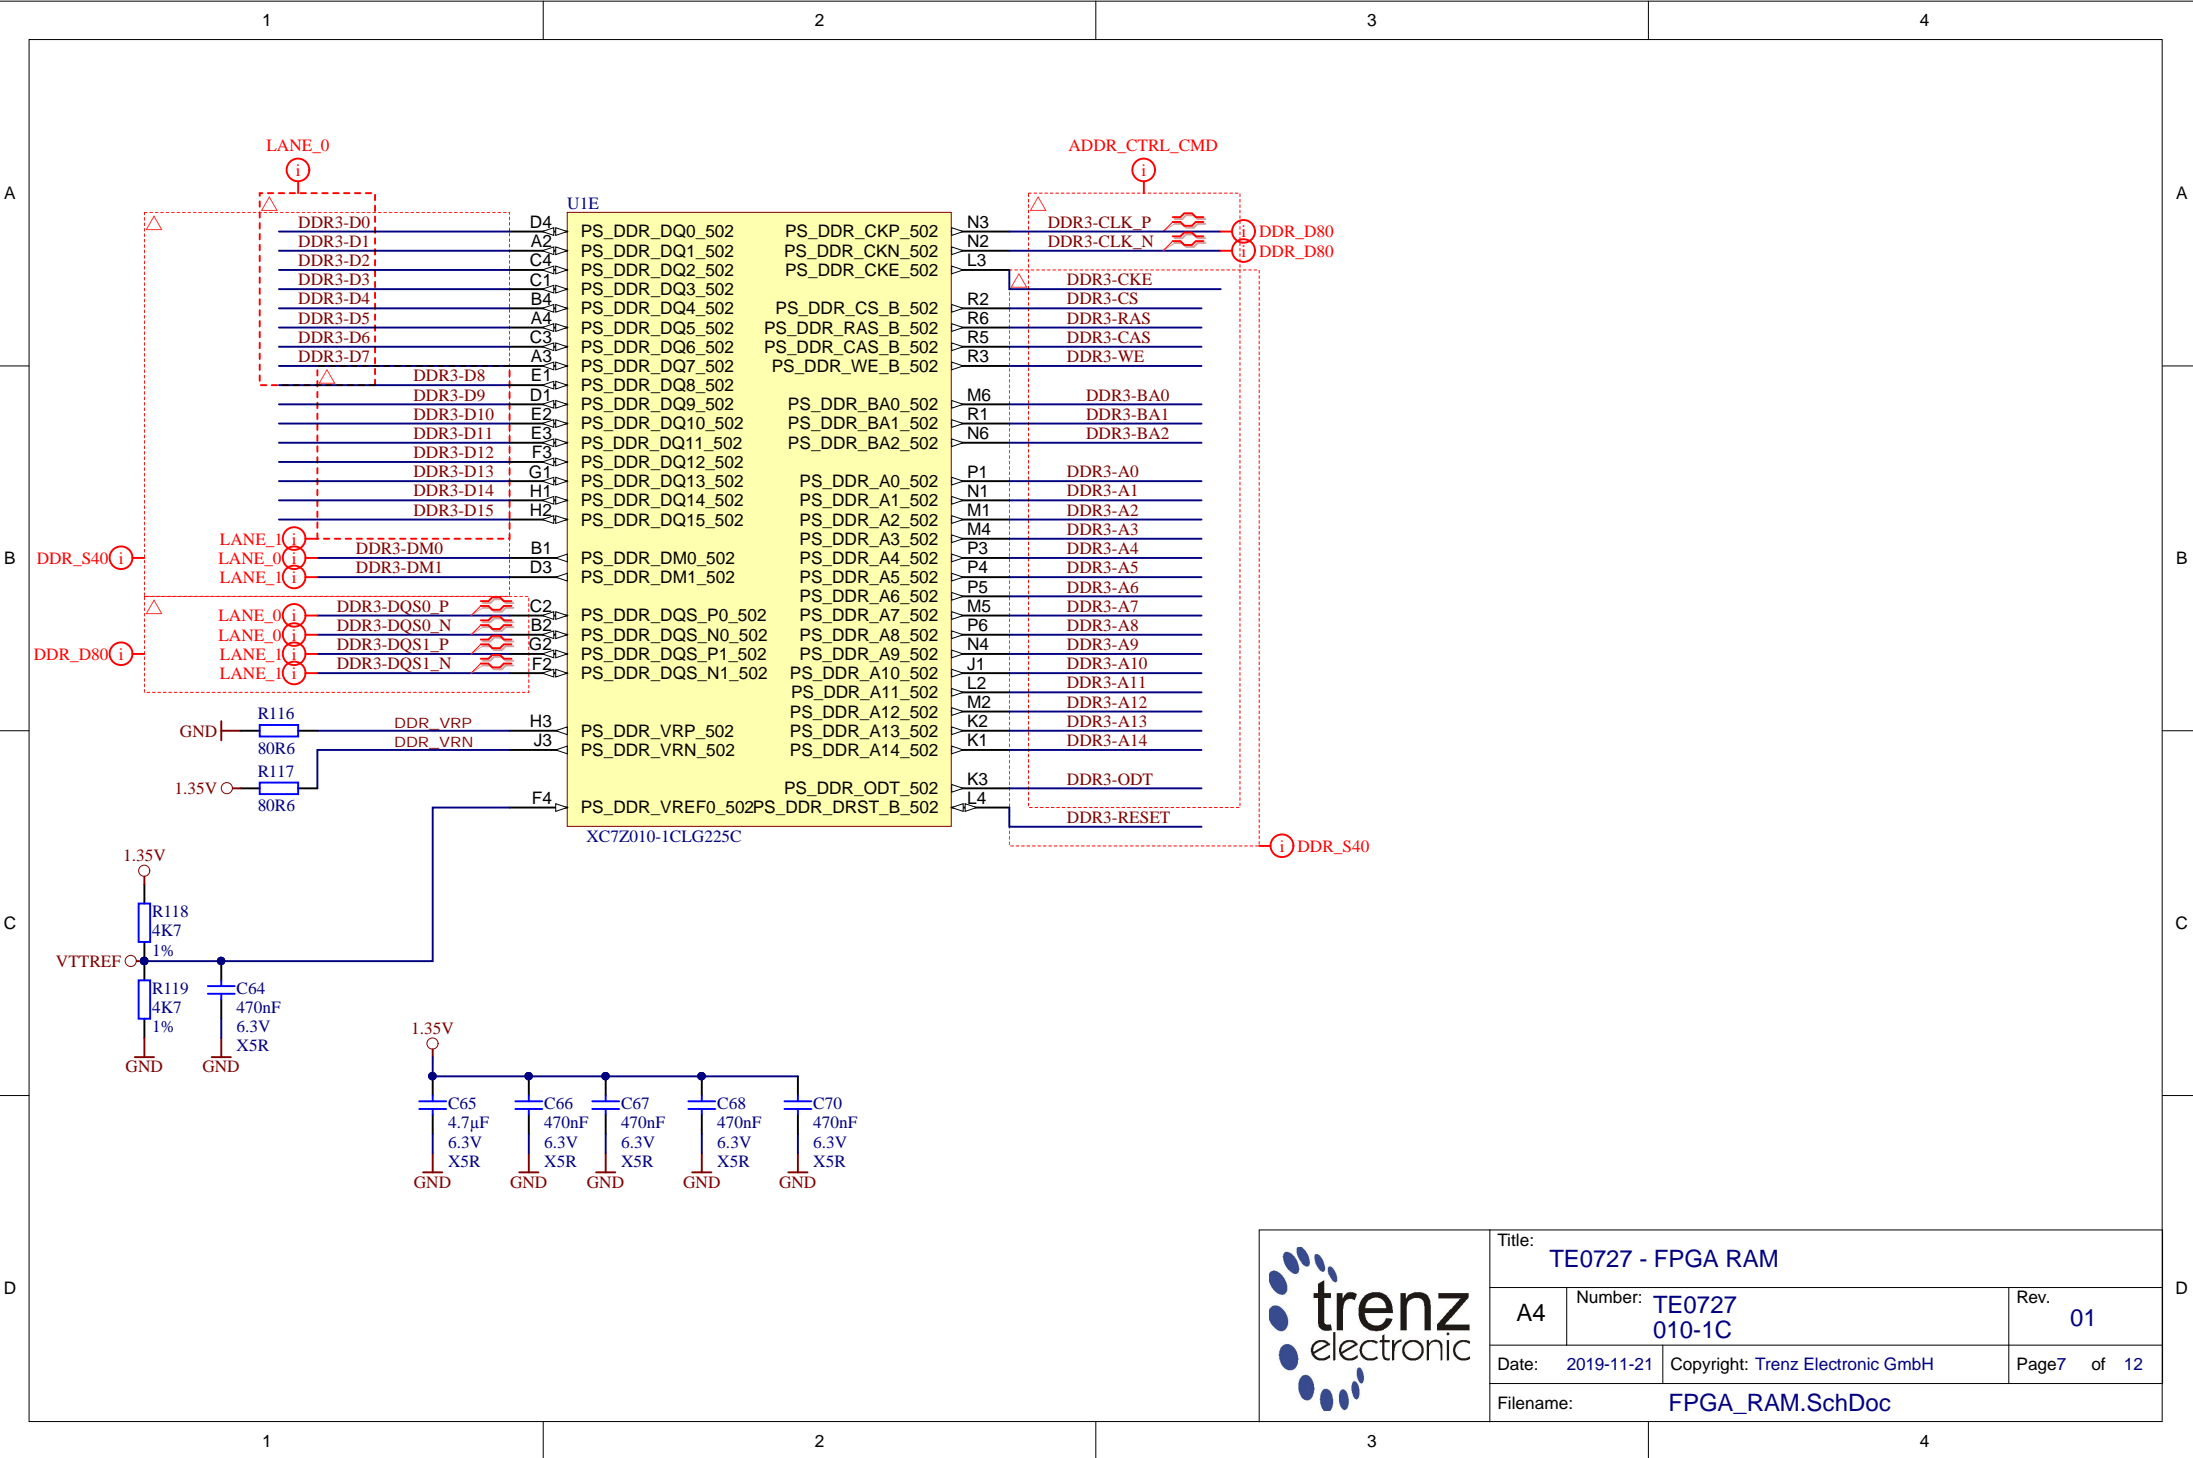 1 2 3 4
A A
B B
C C
D D
1 2 3 4
LANE_0
ADDR_CTRL_CMD
U1E
DDR3-D0 D4 PS_DDR_DQ0_502
DDR3-D1 A2 PS_DDR_DQ1_502
DDR3-D2 C4 PS_DDR_DQ2_502
DDR3-D3 C1 PS_DDR_DQ3_502
DDR3-D4 B4 PS_DDR_DQ4_502
DDR3-D5 A4 PS_DDR_DQ5_502
DDR3-D6 C3 PS_DDR_DQ6_502
DDR3-D7 A3 PS_DDR_DQ7_502
DDR3-D8 E1 PS_DDR_DQ8_502
DDR3-D9 D1 PS_DDR_DQ9_502
DDR3-D10 E2 PS_DDR_DQ10_502
DDR3-D11 E3 PS_DDR_DQ11_502
DDR3-D12 F3 PS_DDR_DQ12_502
DDR3-D13 G1 PS_DDR_DQ13_502
DDR3-D14 H1 PS_DDR_DQ14_502
DDR3-D15 H2 PS_DDR_DQ15_502
LANE_1 i
DDR_S40 i
LANE_0 i DDR3-DM0 B1 PS_DDR_DM0_502
LANE_1 i DDR3-DM1 D3 PS_DDR_DM1_502
LANE_0 i DDR3-DQS0_P C2 PS_DDR_DQS_P0_502
LANE_0 i DDR3-DQS0_N B2 PS_DDR_DQS_N0_502
DDR_D80 i
LANE_1 i DDR3-DQS1_P G2 PS_DDR_DQS_P1_502
LANE_1 i DDR3-DQS1_N F2 PS_DDR_DQS_N1_502
GND R116 80R6 DDR_VRP H3 PS_DDR_VRP_502
1.35V R117 80R6 DDR_VRN J3 PS_DDR_VRN_502
F4 PS_DDR_VREF0_502
PS_DDR_CKP_502 N3 DDR3-CLK_P i DDR_D80
PS_DDR_CKN_502 N2 DDR3-CLK_N i DDR_D80
PS_DDR_CKE_502 L3 DDR3-CKE
PS_DDR_CS_B_502 R2 DDR3-CS
PS_DDR_RAS_B_502 R6 DDR3-RAS
PS_DDR_CAS_B_502 R5 DDR3-CAS
PS_DDR_WE_B_502 R3 DDR3-WE
PS_DDR_BA0_502 M6 DDR3-BA0
PS_DDR_BA1_502 R1 DDR3-BA1
PS_DDR_BA2_502 N6 DDR3-BA2
PS_DDR_A0_502 P1 DDR3-A0
PS_DDR_A1_502 N1 DDR3-A1
PS_DDR_A2_502 M1 DDR3-A2
PS_DDR_A3_502 M4 DDR3-A3
PS_DDR_A4_502 P3 DDR3-A4
PS_DDR_A5_502 P4 DDR3-A5
PS_DDR_A6_502 P5 DDR3-A6
PS_DDR_A7_502 M5 DDR3-A7
PS_DDR_A8_502 P6 DDR3-A8
PS_DDR_A9_502 N4 DDR3-A9
PS_DDR_A10_502 J1 DDR3-A10
PS_DDR_A11_502 L2 DDR3-A11
PS_DDR_A12_502 M2 DDR3-A12
PS_DDR_A13_502 K2 DDR3-A13
PS_DDR_A14_502 K1 DDR3-A14
PS_DDR_ODT_502 K3 DDR3-ODT
PS_DDR_DRST_B_502 L4 DDR3-RESET
XC7Z010-1CLG225C
i DDR_S40
1.35V
R118
4K7
1%
VTTREF
R119
4K7
1%
GND
C64
470nF
6.3V
X5R
GND
1.35V
C65 C66 C67 C68 C70
4.7µF 470nF 470nF 470nF 470nF
6.3V 6.3V 6.3V 6.3V 6.3V
X5R X5R X5R X5R X5R
GND GND GND GND GND
trenz
electronic
Title:
TE0727 - FPGA RAM
A4 Number: TE0727
010-1C
Rev.
01
Date: 2019-11-21 Copyright: Trenz Electronic GmbH Page7 of 12
Filename: FPGA_RAM.SchDoc